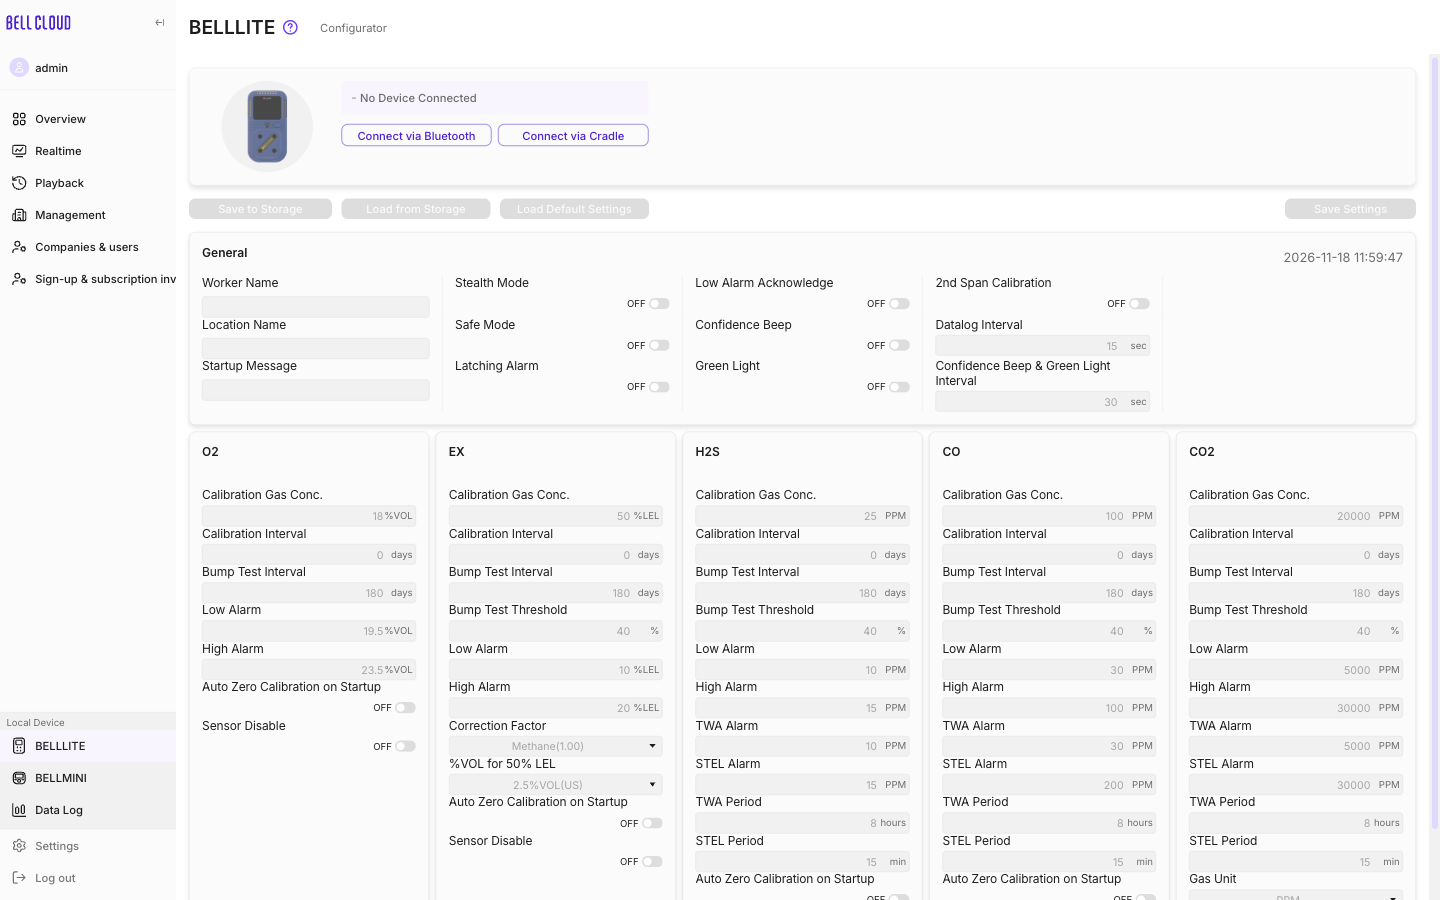 BELL CLOUD
admin
Overview
Realtime
Playback
Management
Companies & users
Sign-up & subscription inv
Local Device
BELLLITE
BELLMINI
Data Log
Settings
Log out
BELLLITE
Configurator
- No Device Connected
Connect via Bluetooth
Connect via Cradle
Save to Storage
Load from Storage
Load Default Settings
Save Settings
General
2026-11-18 11:59:47
Worker Name
Location Name
Startup Message
Stealth Mode
OFF
Safe Mode
OFF
Latching Alarm
OFF
Low Alarm Acknowledge
OFF
Confidence Beep
OFF
Green Light
OFF
2nd Span Calibration
OFF
Datalog Interval
15 sec
Confidence Beep & Green Light
Interval
30 sec
O2
Calibration Gas Conc.
18 %VOL
Calibration Interval
0 days
Bump Test Interval
180 days
Low Alarm
19.5 %VOL
High Alarm
23.5 %VOL
Auto Zero Calibration on Startup
OFF
Sensor Disable
OFF
EX
Calibration Gas Conc.
50 %LEL
Calibration Interval
0 days
Bump Test Interval
180 days
Bump Test Threshold
40 %
Low Alarm
10 %LEL
High Alarm
20 %LEL
Correction Factor
Methane(1.00)
%VOL for 50% LEL
2.5%VOL(US)
Auto Zero Calibration on Startup
OFF
Sensor Disable
OFF
H2S
Calibration Gas Conc.
25 PPM
Calibration Interval
0 days
Bump Test Interval
180 days
Bump Test Threshold
40 %
Low Alarm
10 PPM
High Alarm
15 PPM
TWA Alarm
10 PPM
STEL Alarm
15 PPM
TWA Period
8 hours
STEL Period
15 min
Auto Zero Calibration on Startup
OFF
CO
Calibration Gas Conc.
100 PPM
Calibration Interval
0 days
Bump Test Interval
180 days
Bump Test Threshold
40 %
Low Alarm
30 PPM
High Alarm
100 PPM
TWA Alarm
30 PPM
STEL Alarm
200 PPM
TWA Period
8 hours
STEL Period
15 min
Auto Zero Calibration on Startup
OFF
CO2
Calibration Gas Conc.
20000 PPM
Calibration Interval
0 days
Bump Test Interval
180 days
Bump Test Threshold
40 %
Low Alarm
5000 PPM
High Alarm
30000 PPM
TWA Alarm
5000 PPM
STEL Alarm
30000 PPM
TWA Period
8 hours
STEL Period
15 min
Gas Unit
PPM